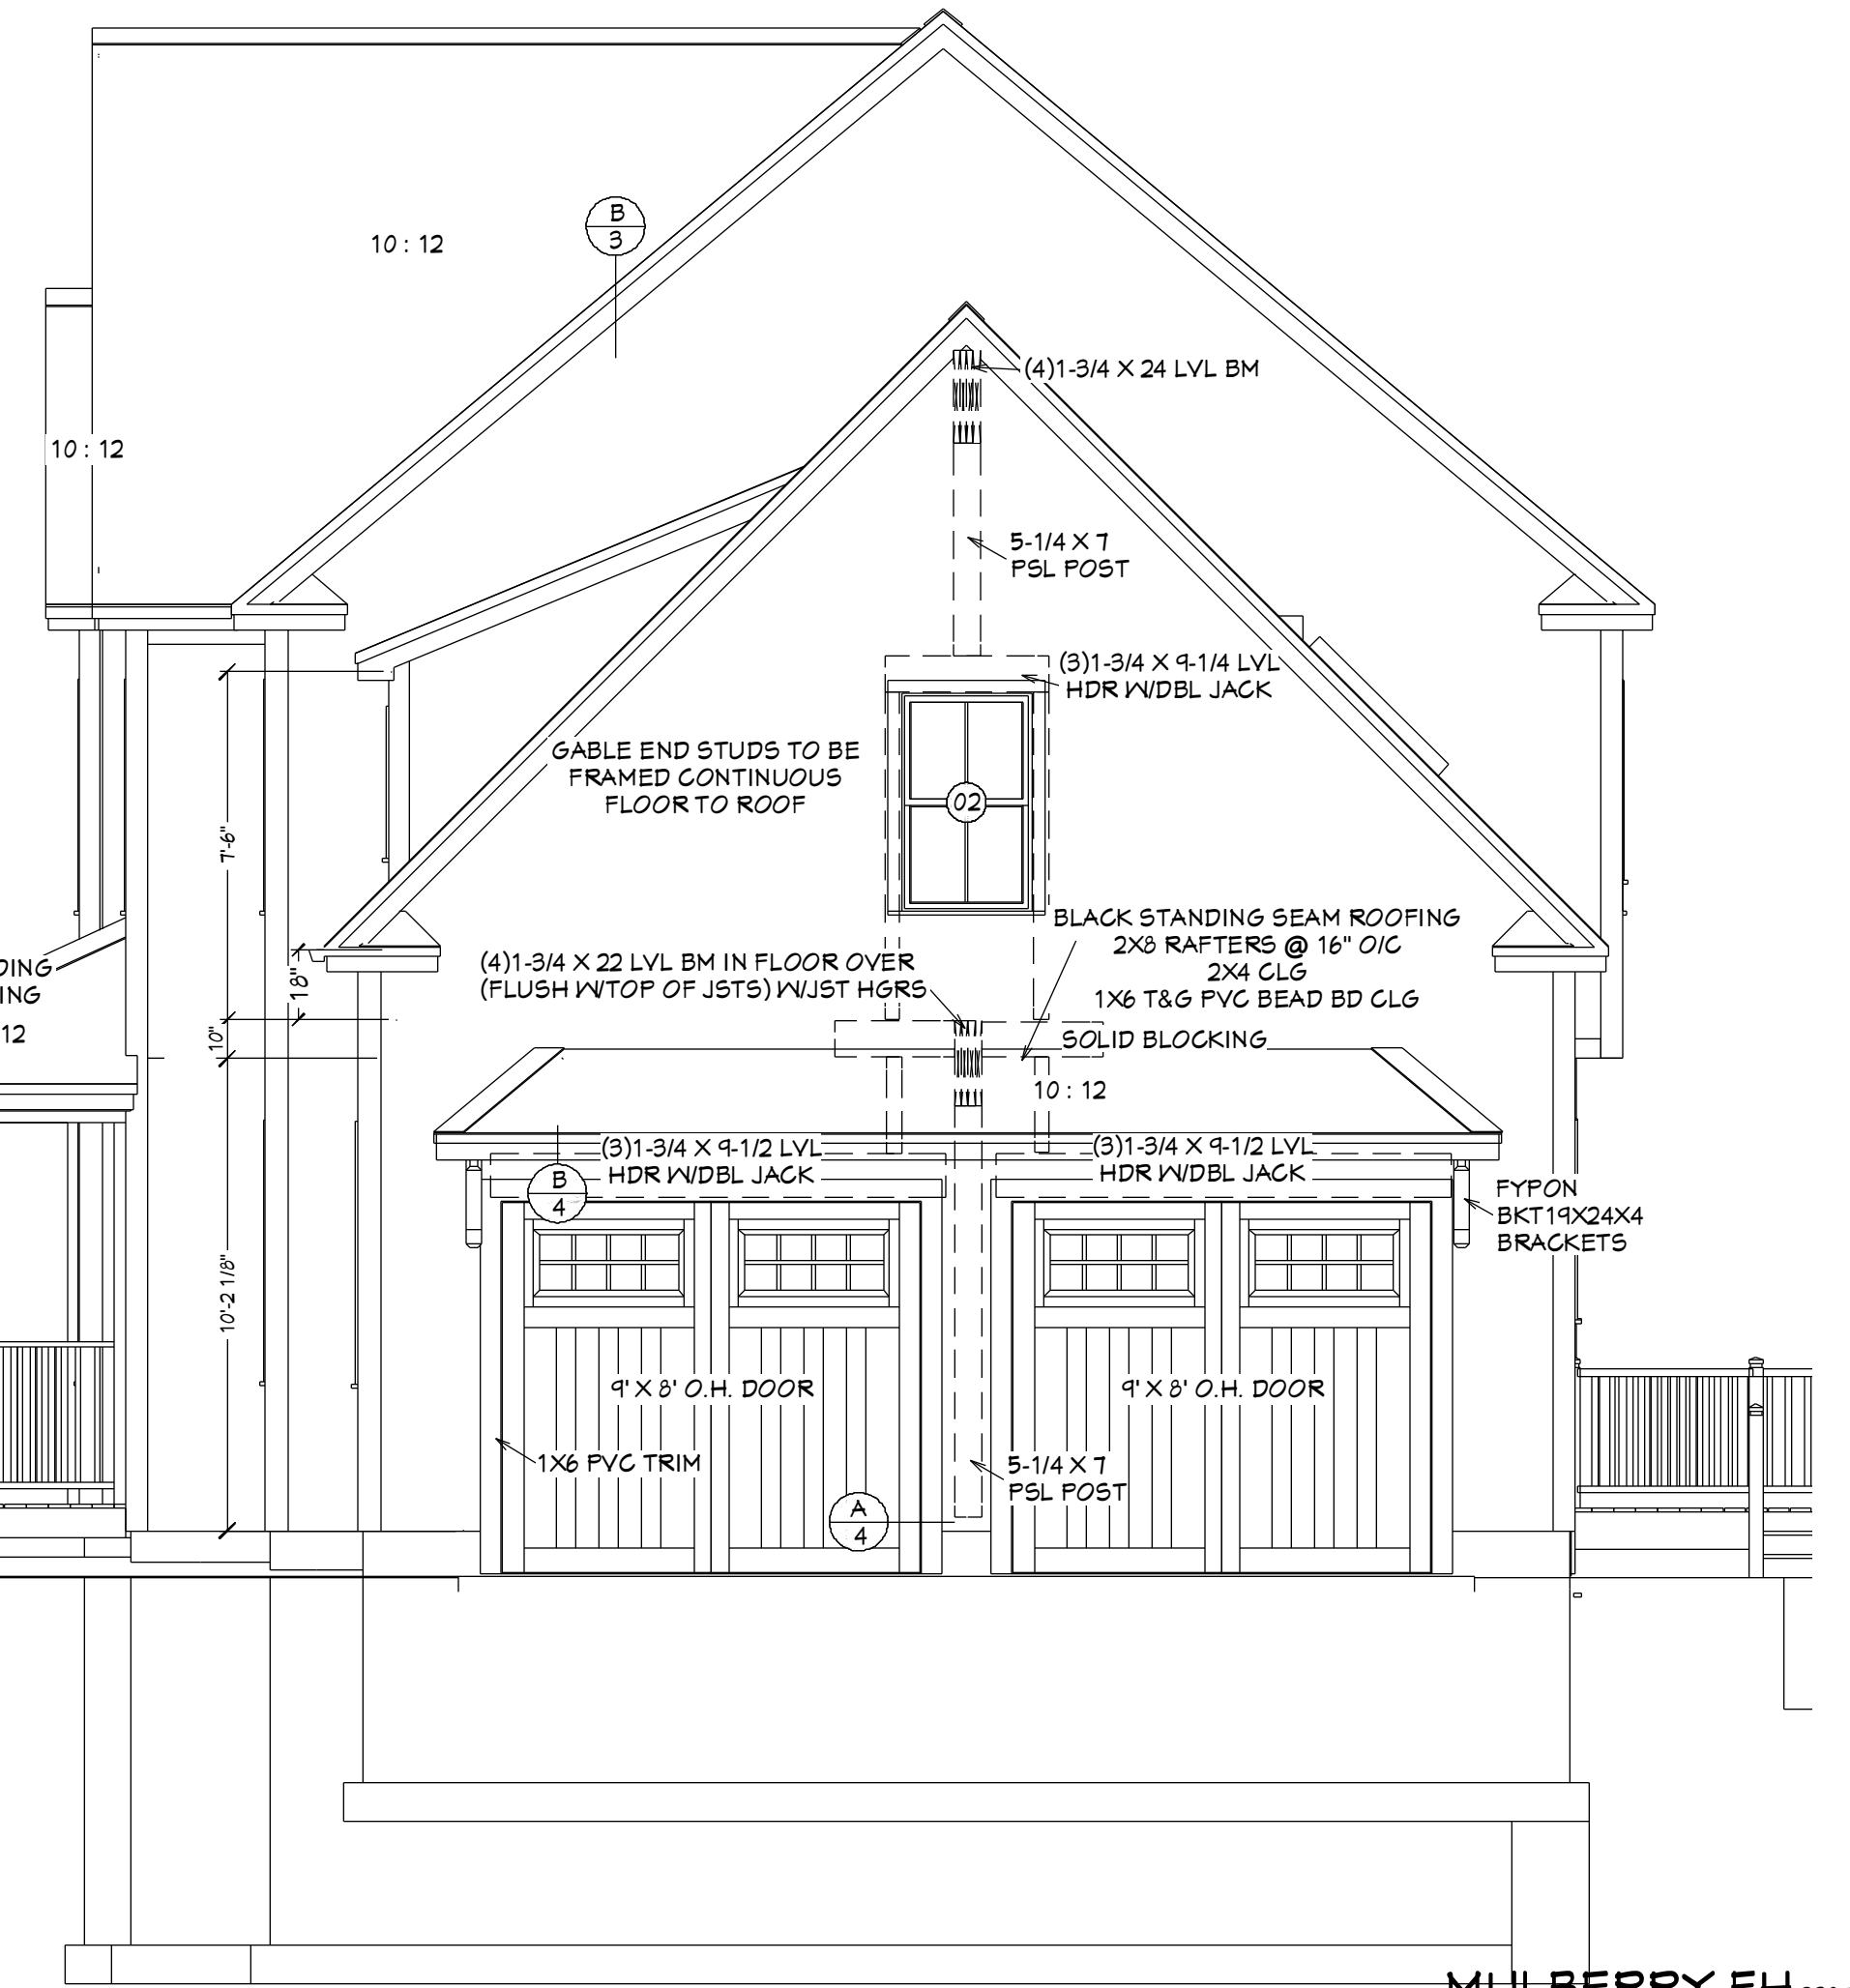 B
3
10 : 12
(4)1-3/4 X 24 LVL BM
10 : 12
5-1/4 X 7
PSL POST
(3)1-3/4 X 9-1/4 LVL
HDR W/DBL JACK
GABLE END STUDS TO BE
FRAMED CONTINUOUS
FLOOR TO ROOF
02
7'-6"
BLACK STANDING SEAM ROOFING
2X8 RAFTERS @ 16" O/C
2X4 CLG
1X6 T&G PVC BEAD BD CLG
(4)1-3/4 X 22 LVL BM IN FLOOR OVER
(FLUSH W/TOP OF JSTS) W/JST HGRS
DING
ING
12
18"
10"
SOLID BLOCKING
10 : 12
(3)1-3/4 X 9-1/2 LVL
HDR W/DBL JACK
(3)1-3/4 X 9-1/2 LVL
HDR W/DBL JACK
B
4
FYPON
BKT19X24X4
BRACKETS
10'-2 1/8"
9' X 8' O.H. DOOR
9' X 8' O.H. DOOR
1X6 PVC TRIM
5-1/4 X 7
PSL POST
A
4
MULBERRY EH